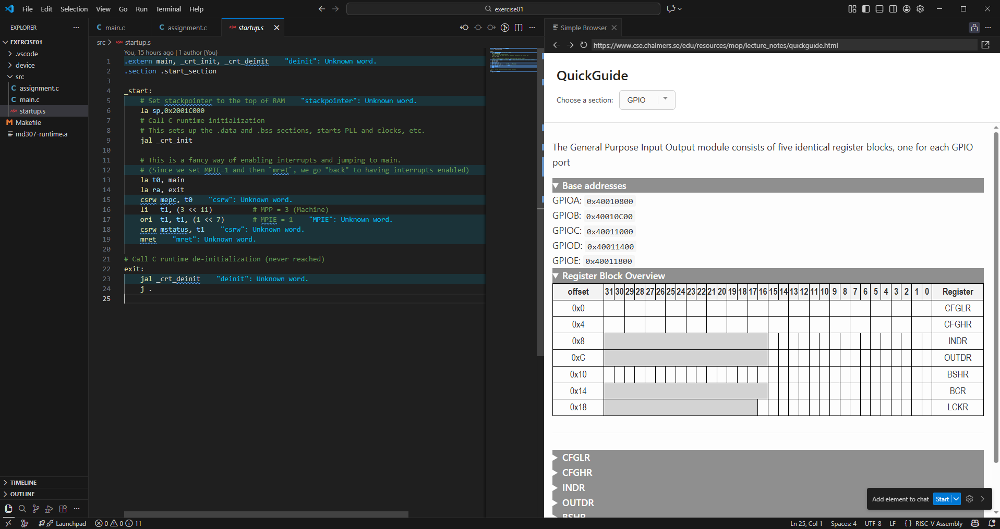 File Edit Selection View Go Run Terminal Help
exercise01
EXPLORER
EXERCISE01
.vscode
device
src
C assignment.c
C main.c
ASM startup.s
M Makefile
md307-runtime.a
TIMELINE
OUTLINE
C main.c
C assignment.c
ASM startup.s
src > ASM startup.s
You, 15 hours ago | 1 author (You)
1 .extern main, _crt_init, _crt_deinit "deinit": Unknown word.
2 .section .start_section
3
4 _start:
5 # Set stackpointer to the top of RAM "stackpointer": Unknown word.
6 la sp,0x2001C000
7 # Call C runtime initialization
8 # This sets up the .data and .bss sections, starts PLL and clocks, etc.
9 jal _crt_init
10
11 # This is a fancy way of enabling interrupts and jumping to main.
12 # (Since we set MPIE=1 and then `mret`, we go "back" to having interrupts enabled)
13 la t0, main
14 la ra, exit
15 csrw mepc, t0 "csrw": Unknown word.
16 li t1, (3 << 11) # MPP = 3 (Machine)
17 ori t1, t1, (1 << 7) # MPIE = 1 "MPIE": Unknown word.
18 csrw mstatus, t1 "csrw": Unknown word.
19 mret "mret": Unknown word.
20
21 # Call C runtime de-initialization (never reached)
22 exit:
23 jal _crt_deinit "deinit": Unknown word.
24 j .
25
Simple Browser
https://www.cse.chalmers.se/edu/resources/mop/lecture_notes/quickguide.html
QuickGuide
Choose a section: GPIO
The General Purpose Input Output module consists of five identical register blocks, one for each GPIO
port
Base addresses
GPIOA: 0x40010800
GPIOB: 0x40010C00
GPIOC: 0x40011000
GPIOD: 0x40011400
GPIOE: 0x40011800
Register Block Overview
offset 31 30 29 28 27 26 25 24 23 22 21 20 19 18 17 16 15 14 13 12 11 10 9 8 7 6 5 4 3 2 1 0 Register
0x0 CFGLR
0x4 CFGHR
0x8 INDR
0xC OUTDR
0x10 BSHR
0x14 BCR
0x18 LCKR
CFGLR
CFGHR
INDR
OUTDR
BSHR
Add element to chat Start
Launchpad 0 0 11
Ln 25, Col 1 Spaces: 4 UTF-8 LF { } RISC-V Assembly